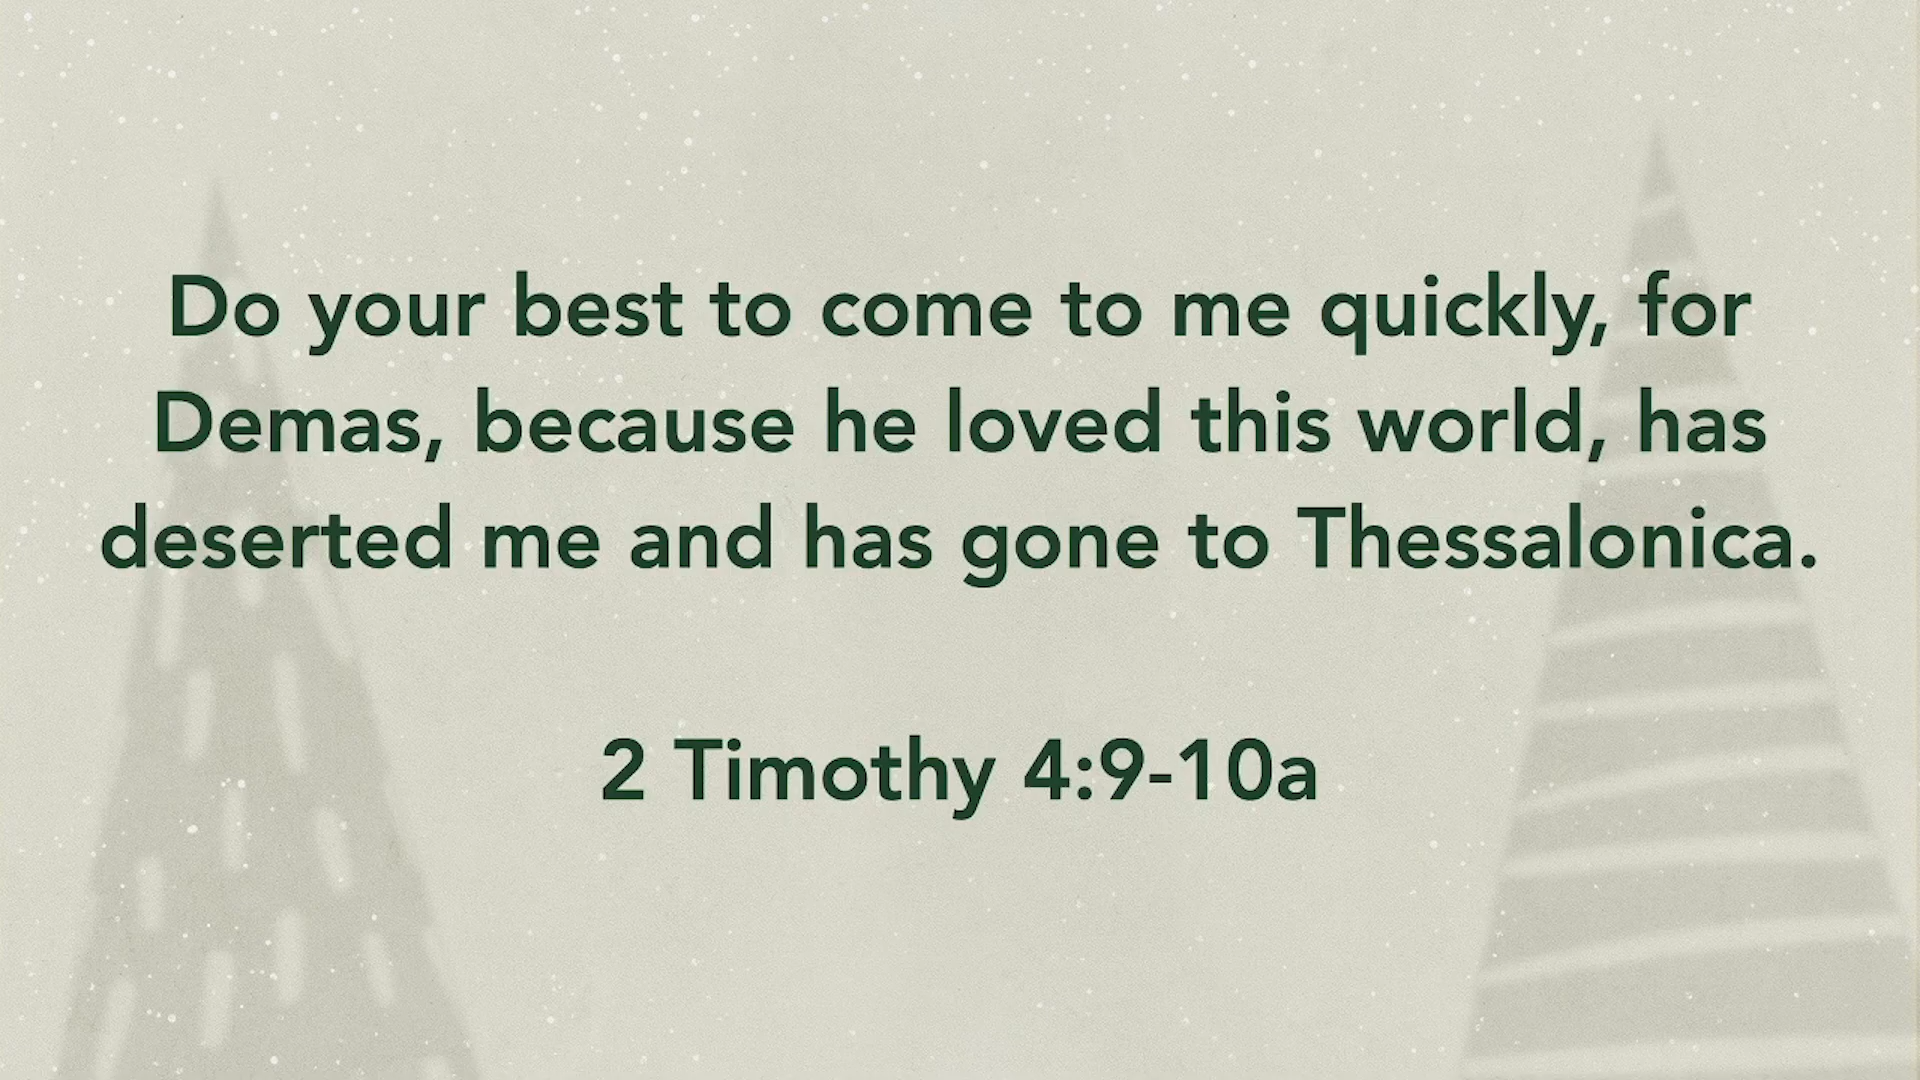 Do your best to come to me quickly, for
Demas, because he loved this world, has
deserted me and has gone to Thessalonica.
2 Timothy 4:9-10a